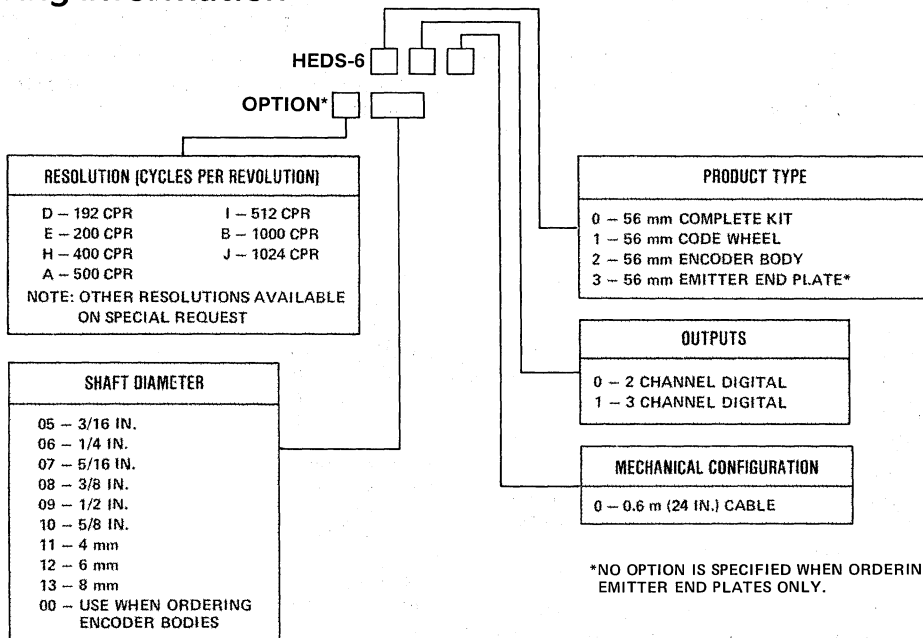 HEDS-6
OPTION*
RESOLUTION (CYCLES PER REVOLUTION)
D – 192 CPR
E – 200 CPR
H – 400 CPR
A – 500 CPR
I – 512 CPR
B – 1000 CPR
J – 1024 CPR
NOTE: OTHER RESOLUTIONS AVAILABLE
ON SPECIAL REQUEST
SHAFT DIAMETER
05 – 3/16 IN.
06 – 1/4 IN.
07 – 5/16 IN.
08 – 3/8 IN.
09 – 1/2 IN.
10 – 5/8 IN.
11 – 4 mm
12 – 6 mm
13 – 8 mm
00 – USE WHEN ORDERING
ENCODER BODIES
PRODUCT TYPE
0 – 56 mm COMPLETE KIT
1 – 56 mm CODE WHEEL
2 – 56 mm ENCODER BODY
3 – 56 mm EMITTER END PLATE*
OUTPUTS
0 – 2 CHANNEL DIGITAL
1 – 3 CHANNEL DIGITAL
MECHANICAL CONFIGURATION
0 – 0.6 m (24 IN.) CABLE
*NO OPTION IS SPECIFIED WHEN ORDERIN
EMITTER END PLATES ONLY.